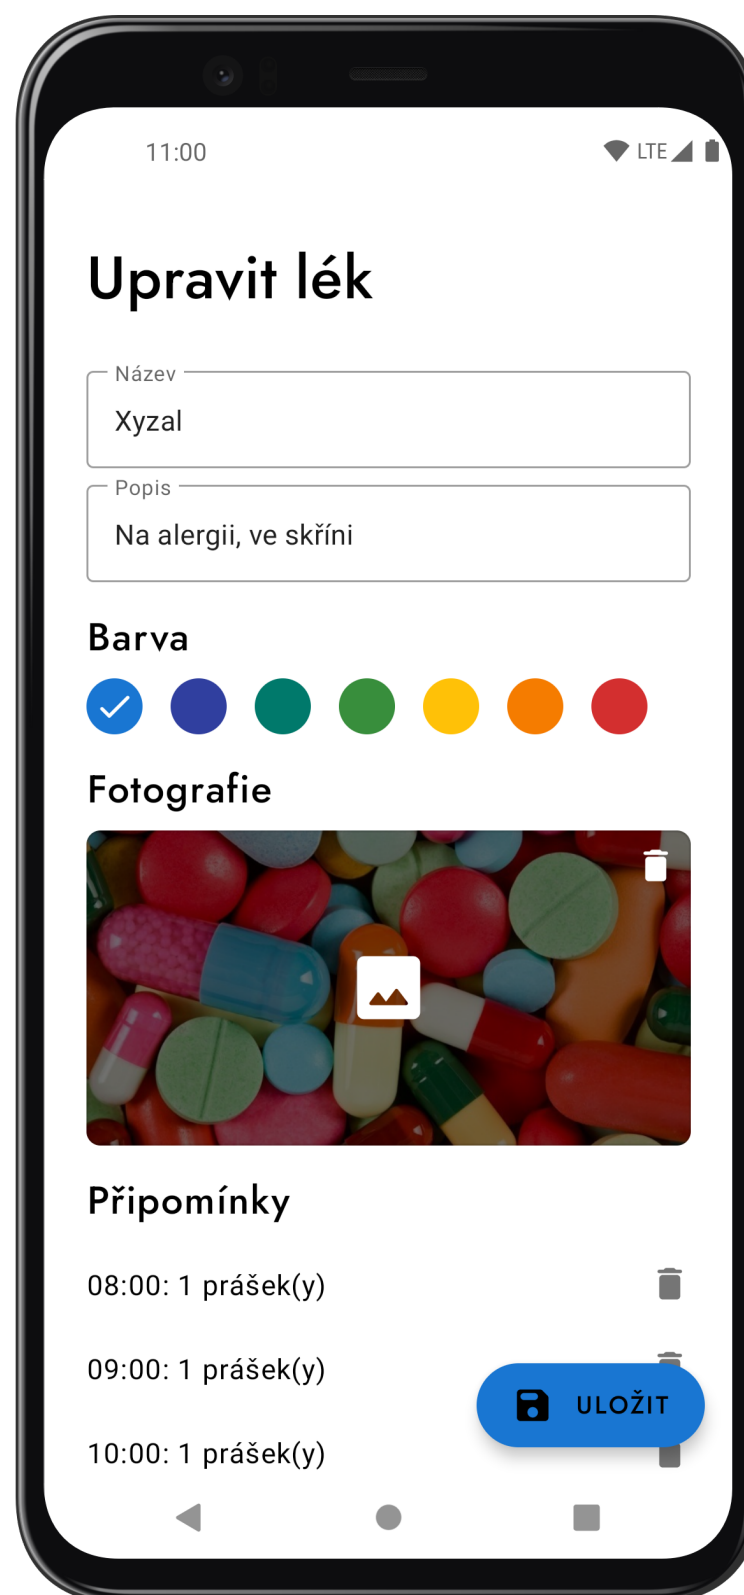 11:00
LTE
Upravit lék
Název
Xyzal
Popis
Na alergii, ve skříni
Barva
Fotografie
Připomínky
08:00: 1 prášek(y)
09:00: 1 prášek(y)
ULOŽIT
10:00: 1 prášek(y)